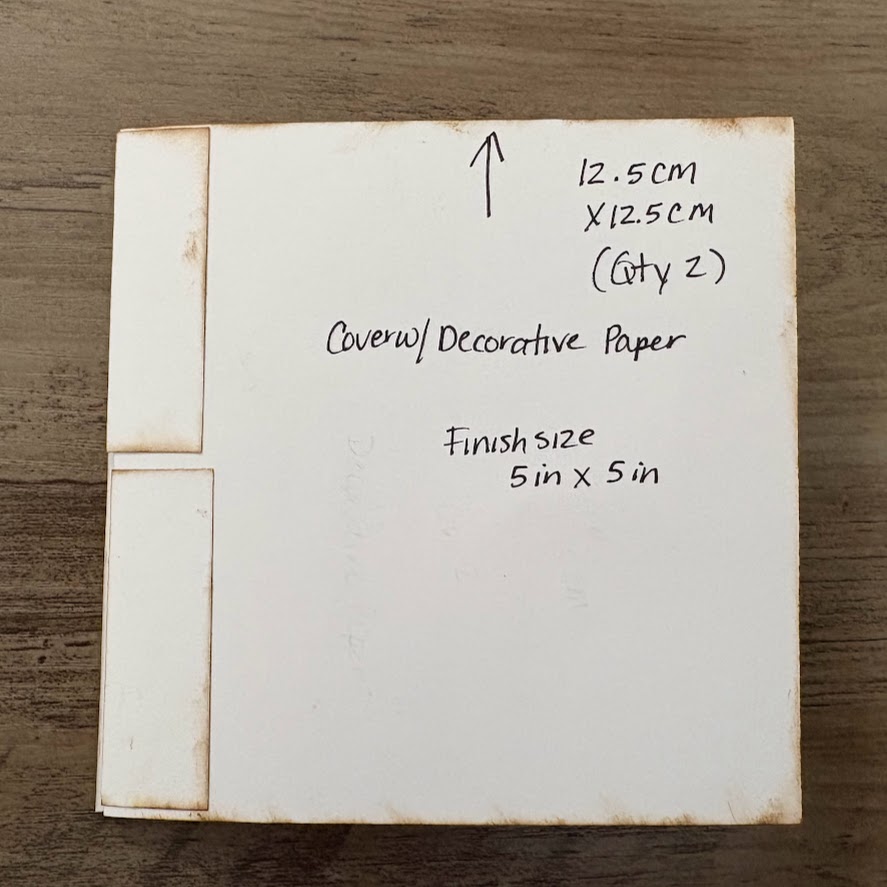 12.5cm
X12.5cm
(Qty 2)
Coverw/ Decorative Paper
Finish size
5in x 5in